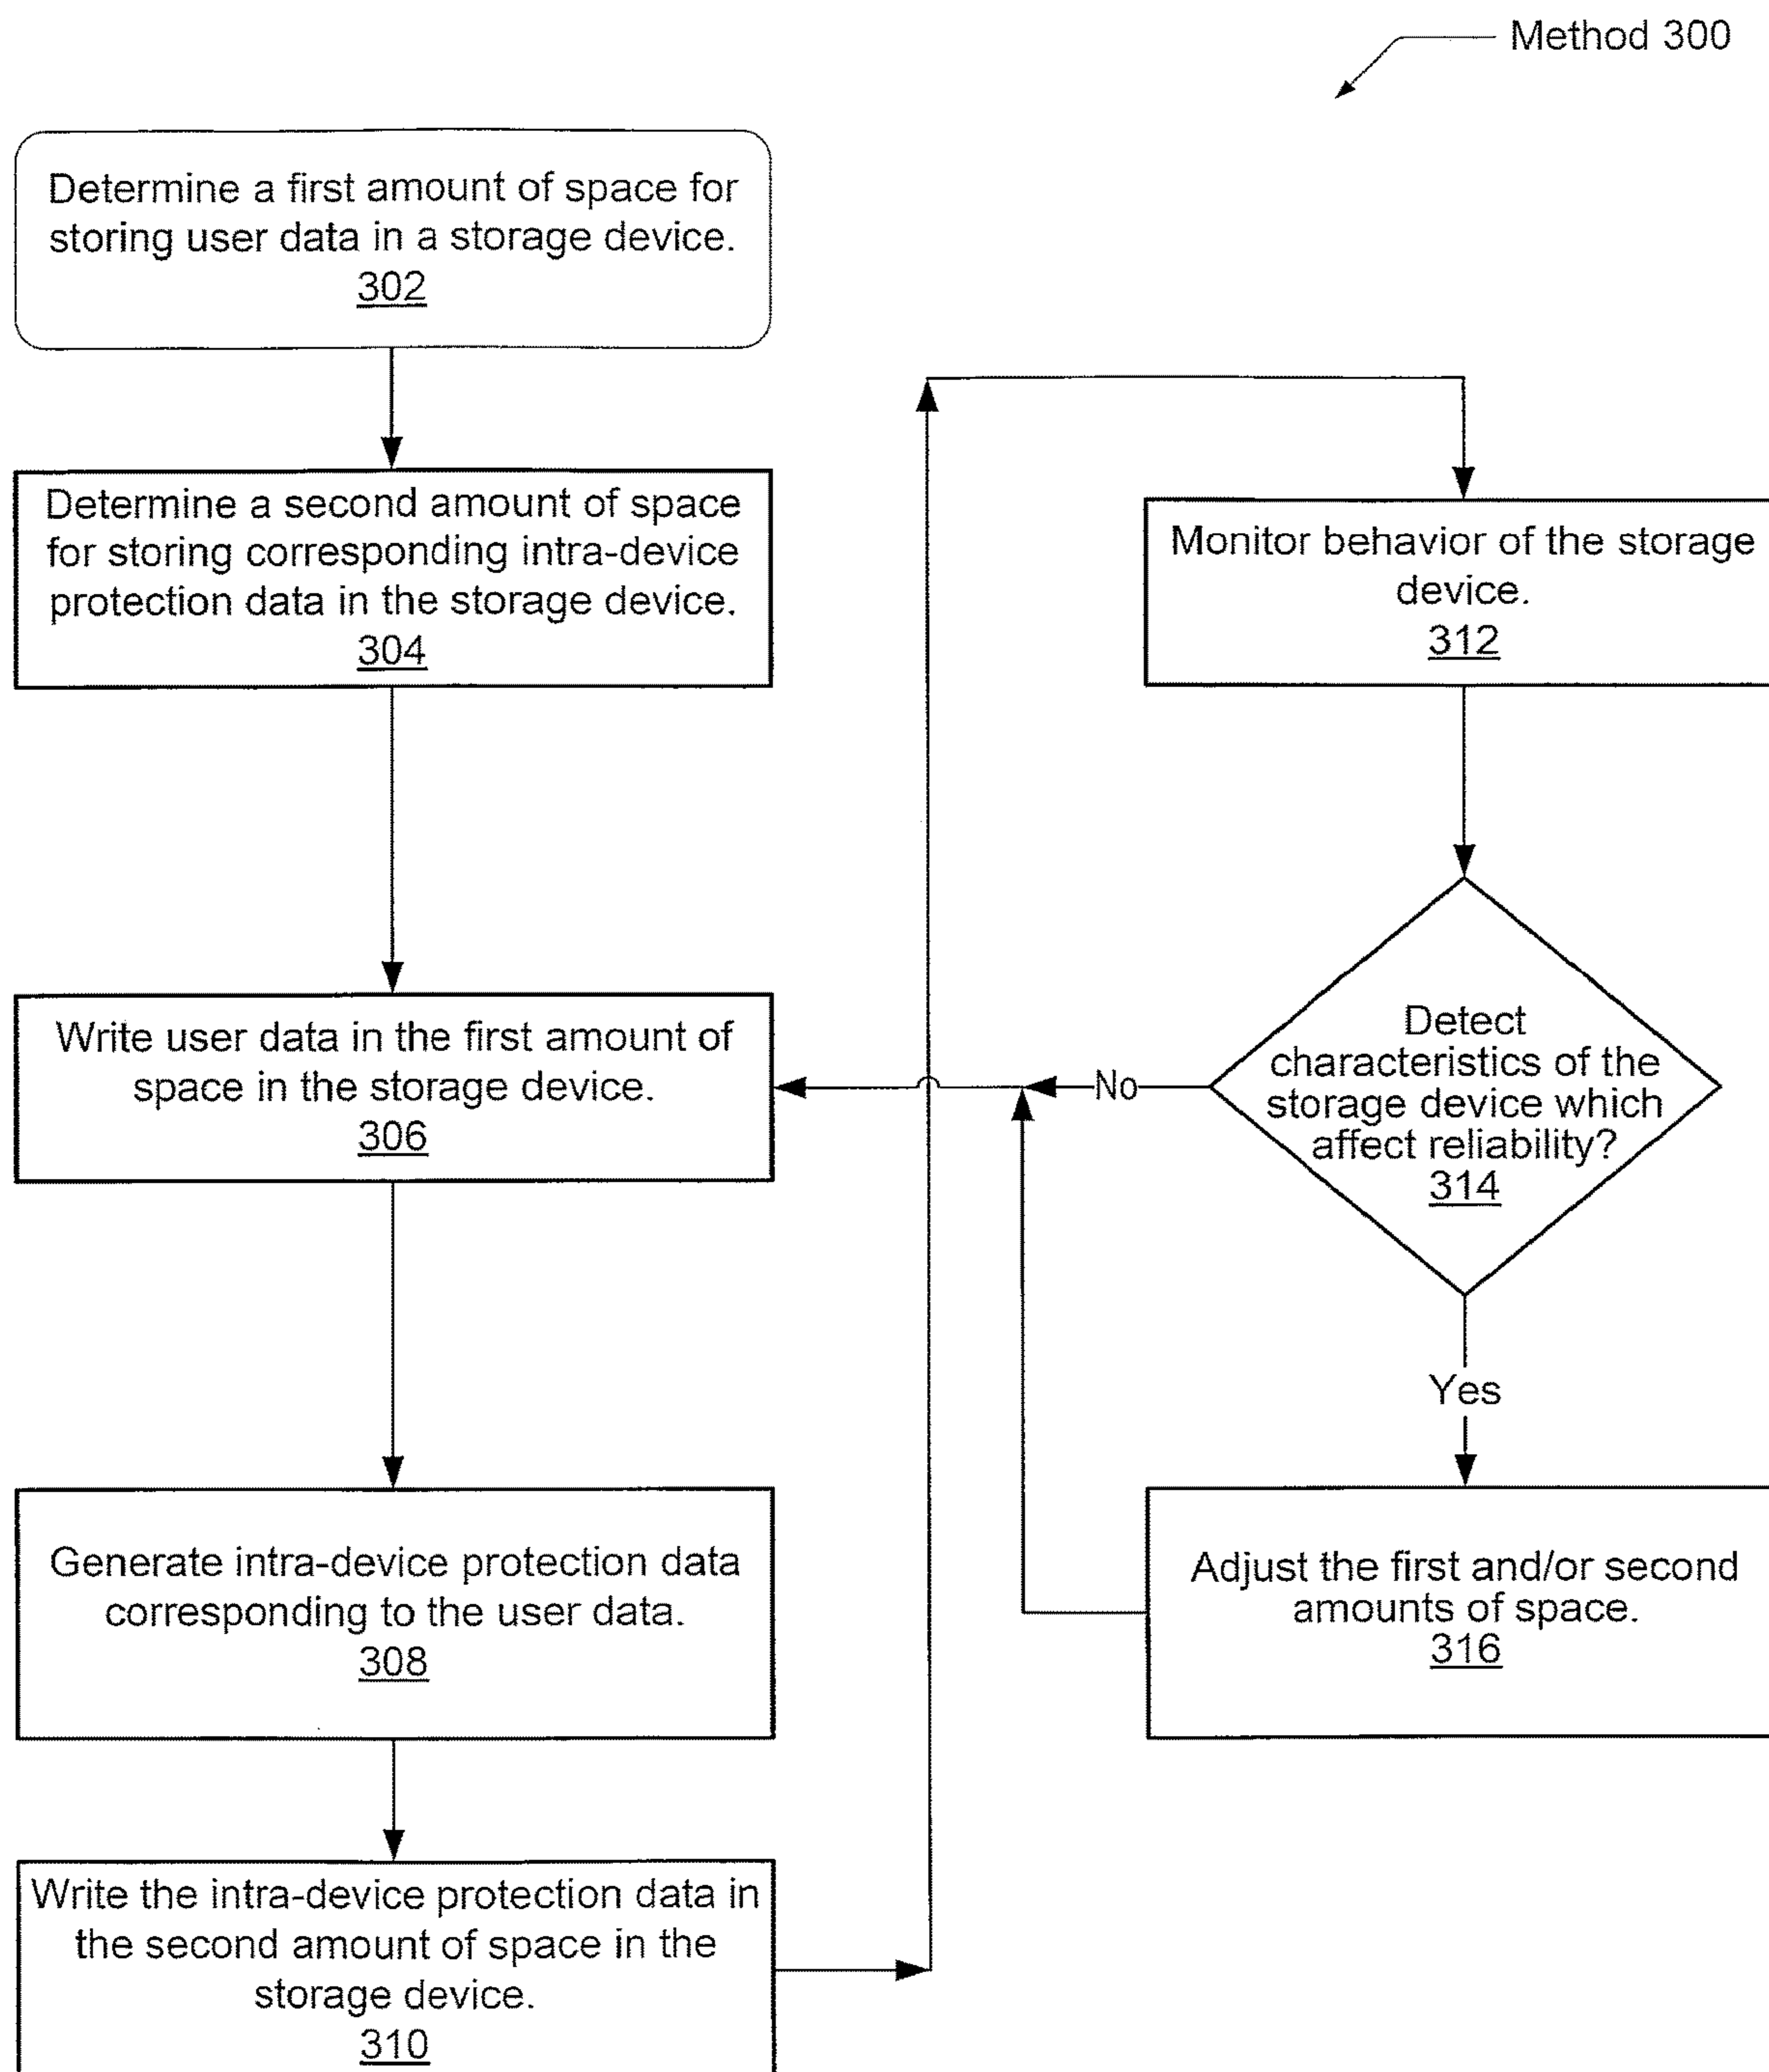 Method 300
Determine a first amount of space for
storing user data in a storage device.
302
Determine a second amount of space
for storing corresponding intra-device
protection data in the storage device.
304
Write user data in the first amount of
space in the storage device.
306
Generate intra-device protection data
corresponding to the user data.
308
Write the intra-device protection data in
the second amount of space in the
storage device.
310
Monitor behavior of the storage
device.
312
Detect
characteristics of the
storage device which
affect reliability?
314
No
Yes
Adjust the first and/or second
amounts of space.
316